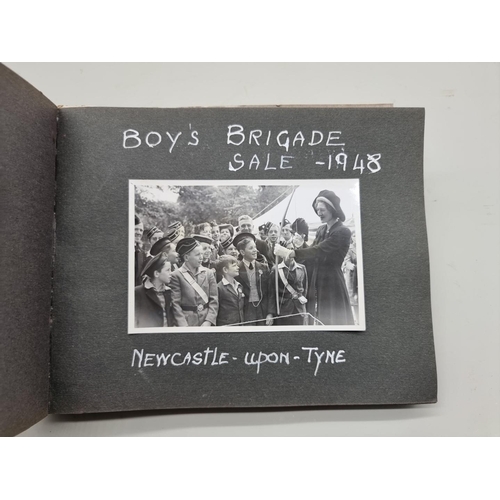 BOY'S BRIGADE
SALE - 1948
NEWCASTLE - UPON - TYNE